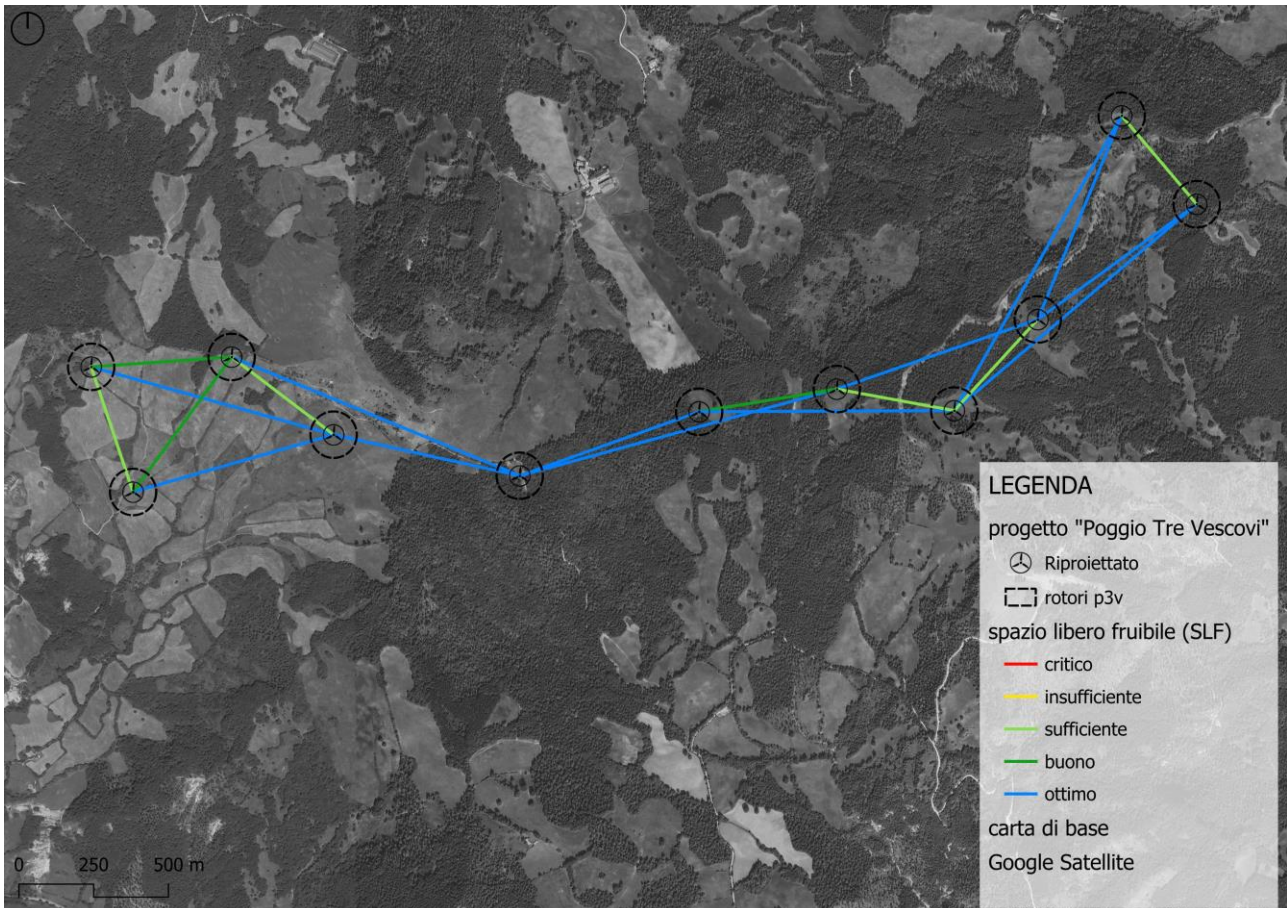 LEGENDA
progetto "Poggio Tre Vescovi"
Riproiettato
rotori p3v
spazio libero fruibile (SLF)
critico
insufficiente
sufficiente
buono
ottimo
carta di base
Google Satellite
0 250 500 m